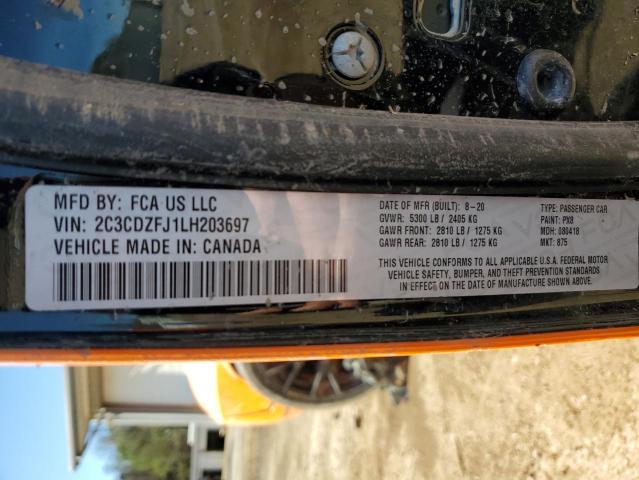 MFD BY: FCA US LLC
VIN: 2C3CDZFJ1LH203697
VEHICLE MADE IN: CANADA
DATE OF MFR (BUILT): 8-20
GVWR: 5300 LB / 2405 KG
GAWR FRONT: 2810 LB / 1275 KG
GAWR REAR: 2810 LB / 1275 KG
TYPE: PASSENGER CAR
PAINT: PX8
MDH: 080418
MKT: 875
THIS VEHICLE CONFORMS TO ALL APPLICABLE U.S.A. FEDERAL MOTOR
VEHICLE SAFETY, BUMPER, AND THEFT PREVENTION STANDARDS
IN EFFECT ON THE DATE OF MANUFACTURE SHOWN ABOVE.